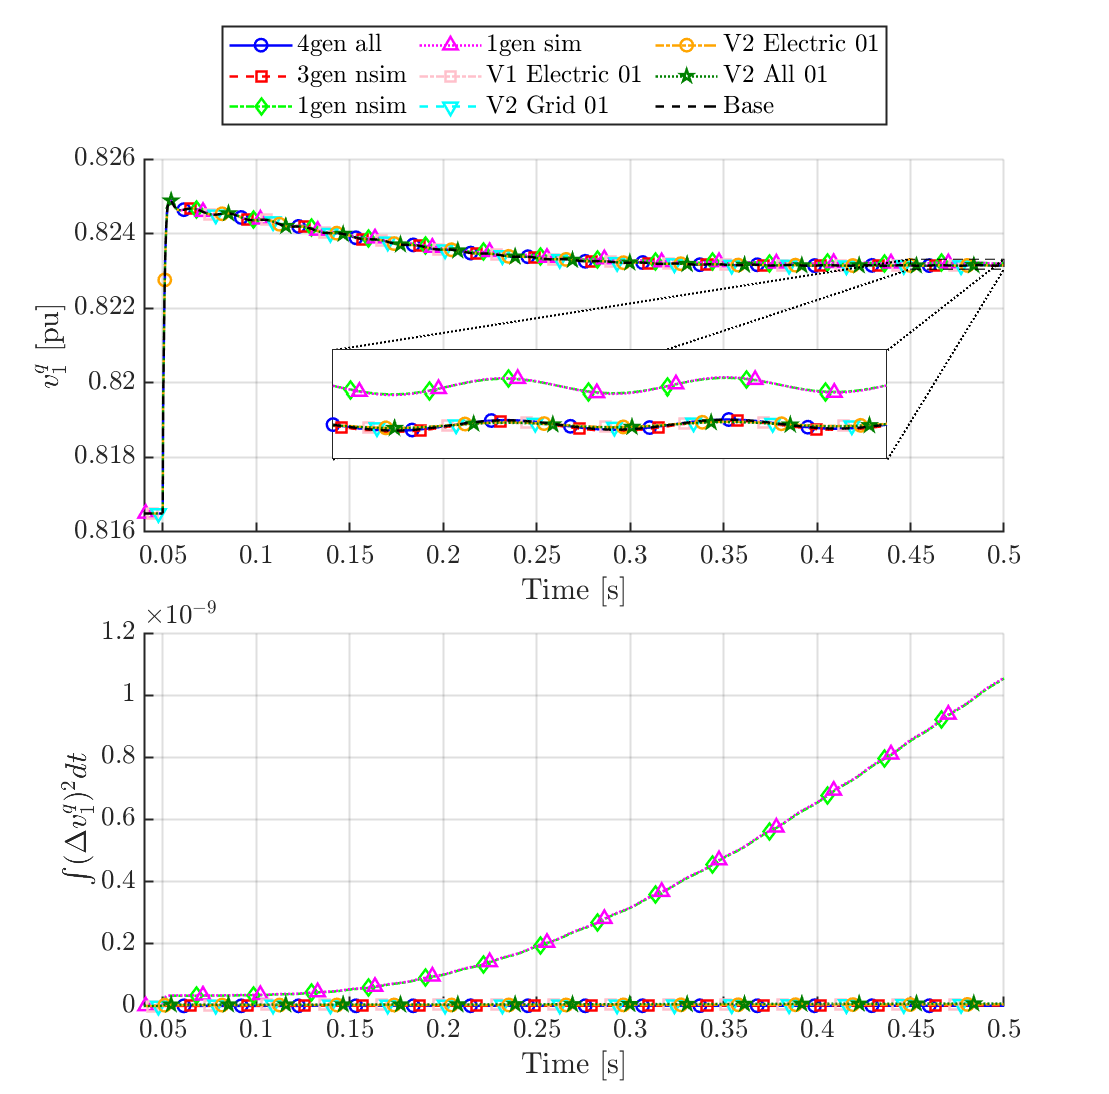 4gen all 1gen sim V2 Electric 01
3gen nsim V1 Electric 01 V2 All 01
1gen nsim V2 Grid 01 Base
0.826
0.824
0.822
0.82
0.818
0.816
v₁^q [pu]
0.05 0.1 0.15 0.2 0.25 0.3 0.35 0.4 0.45 0.5
Time [s]
×10⁻⁹
1.2
1
0.8
0.6
0.4
0.2
0
∫(Δv₁^q)²dt
0.05 0.1 0.15 0.2 0.25 0.3 0.35 0.4 0.45 0.5
Time [s]